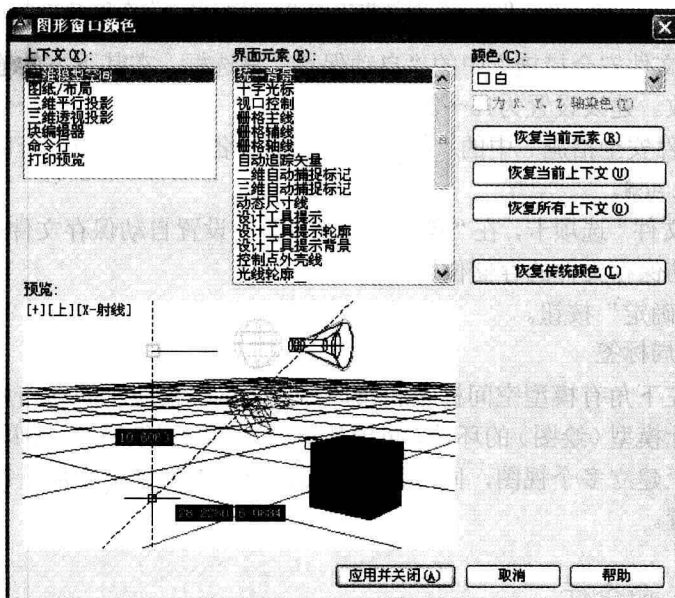 图形窗口颜色
上下文(X):
二维模型空间
图纸/布局
三维平行投影
三维透视投影
块编辑器
命令行
打印预览
界面元素(E):
统一背景
十字光标
视口控制
栅格主线
栅格辅线
栅格轴线
自动追踪矢量
二维自动捕捉标记
三维自动捕捉标记
动态尺寸线
设计工具提示
设计工具提示轮廓
设计工具提示背景
控制点外壳线
光线轮廓
颜色(C):
白
为 X、Y、Z 轴染色(T)
恢复当前元素(R)
恢复当前上下文(U)
恢复所有上下文(O)
恢复传统颜色(L)
预览:
[+][上][X-射线]
应用并关闭(A)
取消
帮助